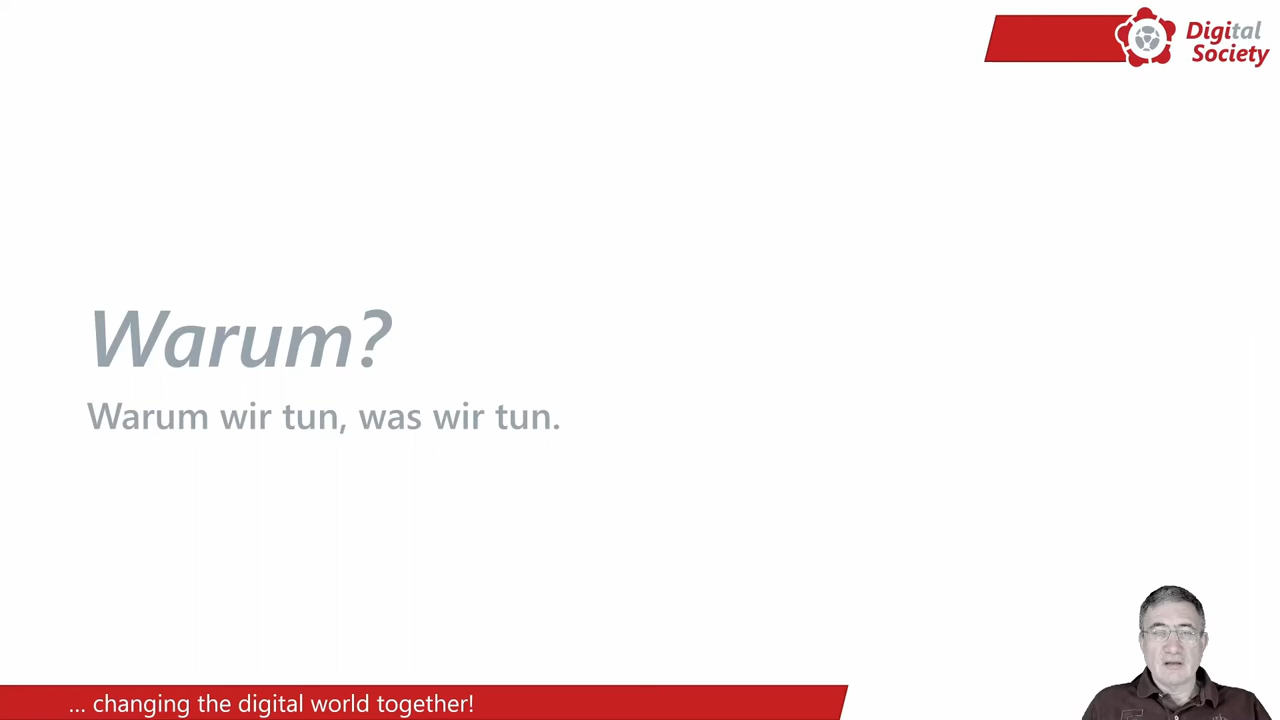 Digital
Society
Warum?
Warum wir tun, was wir tun.
... changing the digital world together!